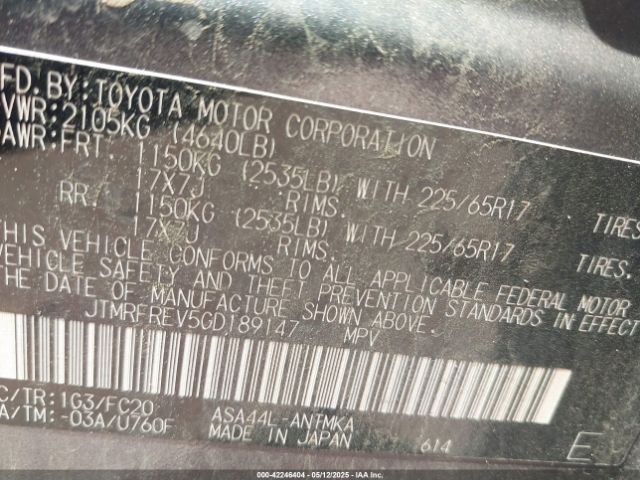 FD.BY:TOYOTA MOTOR CORPORATION
VWR:2105KG (4640LB)
AWR:FRT. 1150KG (2535LB) WITH 225/65R17 TIRES
17X7J RIMS.
RR. 1150KG (2535LB) WITH 225/65R17 TIRES.
17X7J RIMS.
THIS VEHICLE CONFORMS TO ALL APPLICABLE FEDERAL MOTOR
VEHICLE SAFETY AND THEFT PREVENTION STANDARDS IN EFFECT
THE DATE OF MANUFACTURE SHOWN ABOVE.
JTMRFREV5GD189147 MPV
C/TR:1G3/FC20 ASA44L-ANTMKA
A/TM:-03A/U760F MADE IN JAPAN 614 E
000-42246404 - 05/12/2025 - IAA Inc.